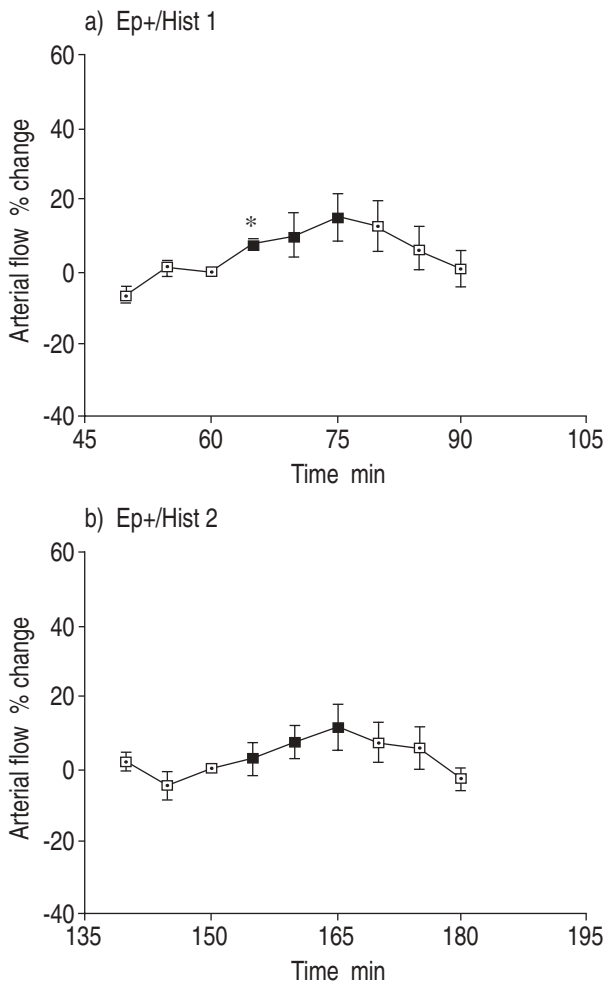 a) Ep+/Hist 1
60
40
20
0
-20
-40
Arterial flow % change
*
45 60 75 90 105
Time min
b) Ep+/Hist 2
60
40
20
0
-20
-40
Arterial flow % change
135 150 165 180 195
Time min